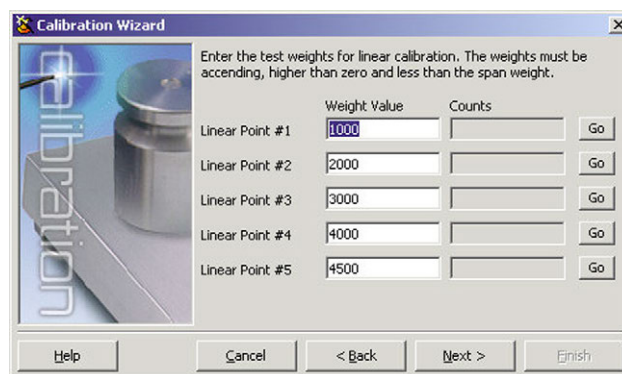 Calibration Wizard
Enter the test weights for linear calibration. The weights must be
accending, higher than zero and less than the span weight.
Weight Value Counts
Linear Point #1 1000 Go
Linear Point #2 2000 Go
Linear Point #3 3000 Go
Linear Point #4 4000 Go
Linear Point #5 4500 Go
calibration
Help Cancel < Back Next > Finish